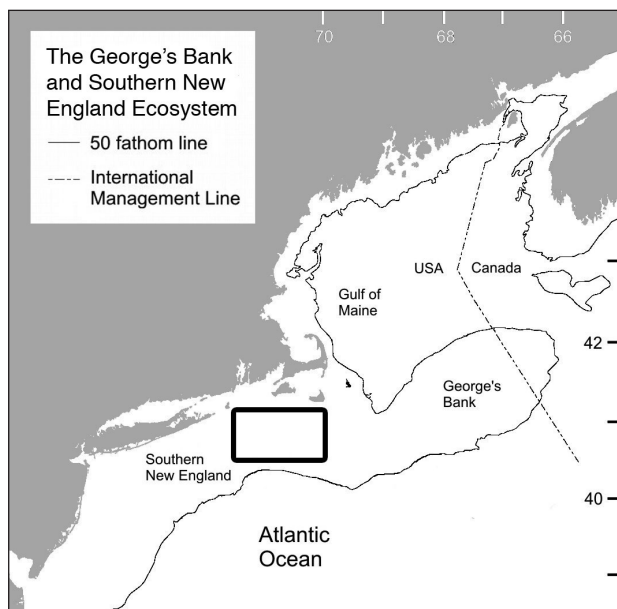 70 68 66
The George's Bank
and Southern New
England Ecosystem
50 fathom line
International
Management Line
USA Canada
Gulf of
Maine
42
George's
Bank
Southern
New England
40
Atlantic
Ocean